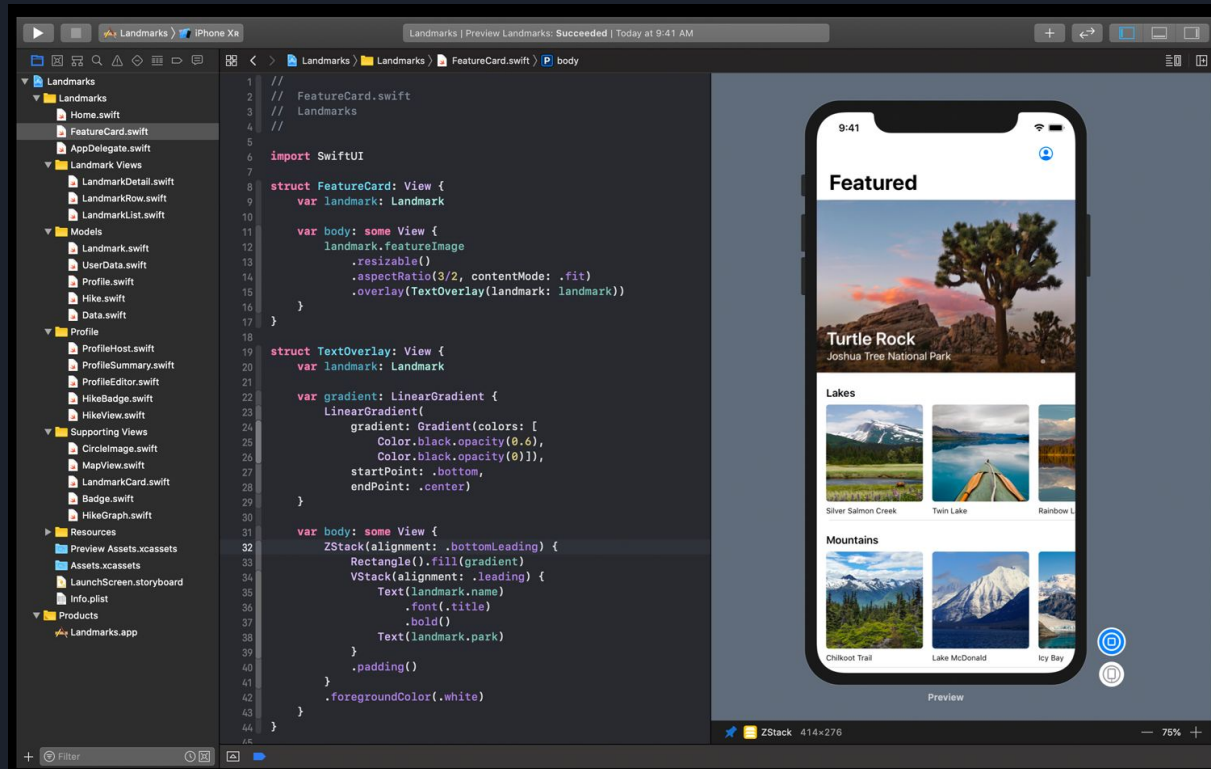 Landmarks 〉 iPhone Xʀ
Landmarks | Preview Landmarks: Succeeded | Today at 9:41 AM
Landmarks 〉 Landmarks 〉 FeatureCard.swift 〉 P body
Landmarks
Landmarks
Home.swift
FeatureCard.swift
AppDelegate.swift
Landmark Views
LandmarkDetail.swift
LandmarkRow.swift
LandmarkList.swift
Models
Landmark.swift
UserData.swift
Profile.swift
Hike.swift
Data.swift
Profile
ProfileHost.swift
ProfileSummary.swift
ProfileEditor.swift
HikeBadge.swift
HikeView.swift
Supporting Views
CircleImage.swift
MapView.swift
LandmarkCard.swift
Badge.swift
HikeGraph.swift
Resources
Preview Assets.xcassets
Assets.xcassets
LaunchScreen.storyboard
Info.plist
Products
Landmarks.app
Filter
1 //
2 //  FeatureCard.swift
3 //  Landmarks
4 //
5
6 import SwiftUI
7
8 struct FeatureCard: View {
9     var landmark: Landmark
10
11     var body: some View {
12         landmark.featureImage
13             .resizable()
14             .aspectRatio(3/2, contentMode: .fit)
15             .overlay(TextOverlay(landmark: landmark))
16     }
17 }
18
19 struct TextOverlay: View {
20     var landmark: Landmark
21
22     var gradient: LinearGradient {
23         LinearGradient(
24             gradient: Gradient(colors: [
25                 Color.black.opacity(0.6),
26                 Color.black.opacity(0)]),
27             startPoint: .bottom,
28             endPoint: .center)
29     }
30
31     var body: some View {
32         ZStack(alignment: .bottomLeading) {
33             Rectangle().fill(gradient)
34             VStack(alignment: .leading) {
35                 Text(landmark.name)
36                     .font(.title)
37                     .bold()
38                 Text(landmark.park)
39             }
40             .padding()
41         }
42         .foregroundColor(.white)
43     }
44 }
45
9:41
Featured
Turtle Rock
Joshua Tree National Park
Lakes
Silver Salmon Creek
Twin Lake
Rainbow L
Mountains
Chilkoot Trail
Lake McDonald
Icy Bay
Preview
ZStack 414×276
75%